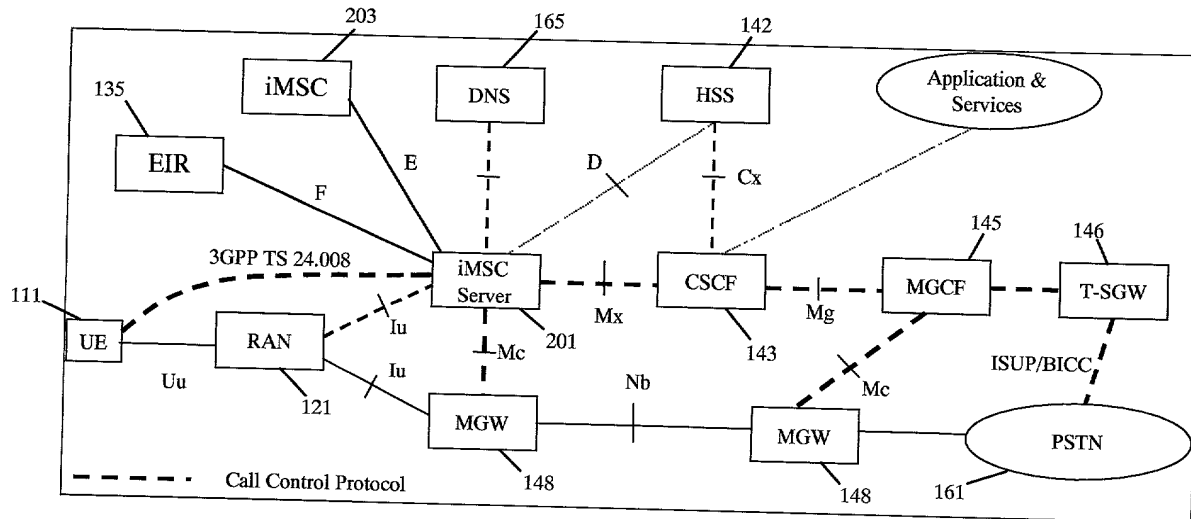 203
165
142
iMSC
DNS
HSS
Application &
Services
135
EIR
E
D
Cx
F
3GPP TS 24.008
145
146
iMSC
Server
CSCF
MGCF
T-SGW
111
UE
RAN
Iu
201
Mx
143
Mg
Uu
Iu
Mc
Nb
Mc
ISUP/BICC
121
MGW
MGW
PSTN
Call Control Protocol
148
148
161